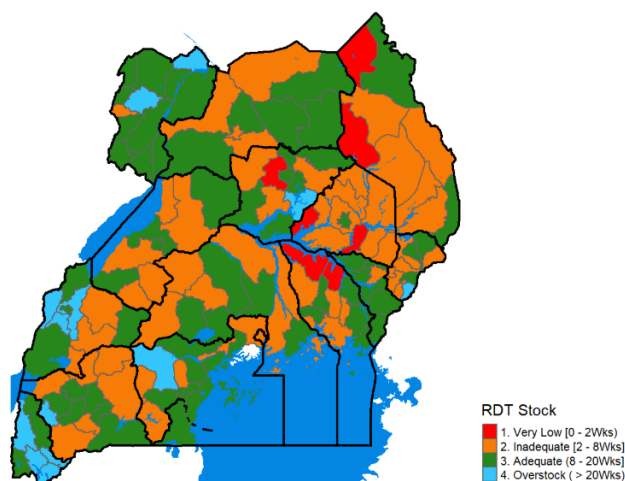 RDT Stock
1. Very Low [0 - 2Wks)
2. Inadequate [2 - 8Wks]
3. Adequate (8 - 20Wks]
4. Overstock ( > 20Wks)